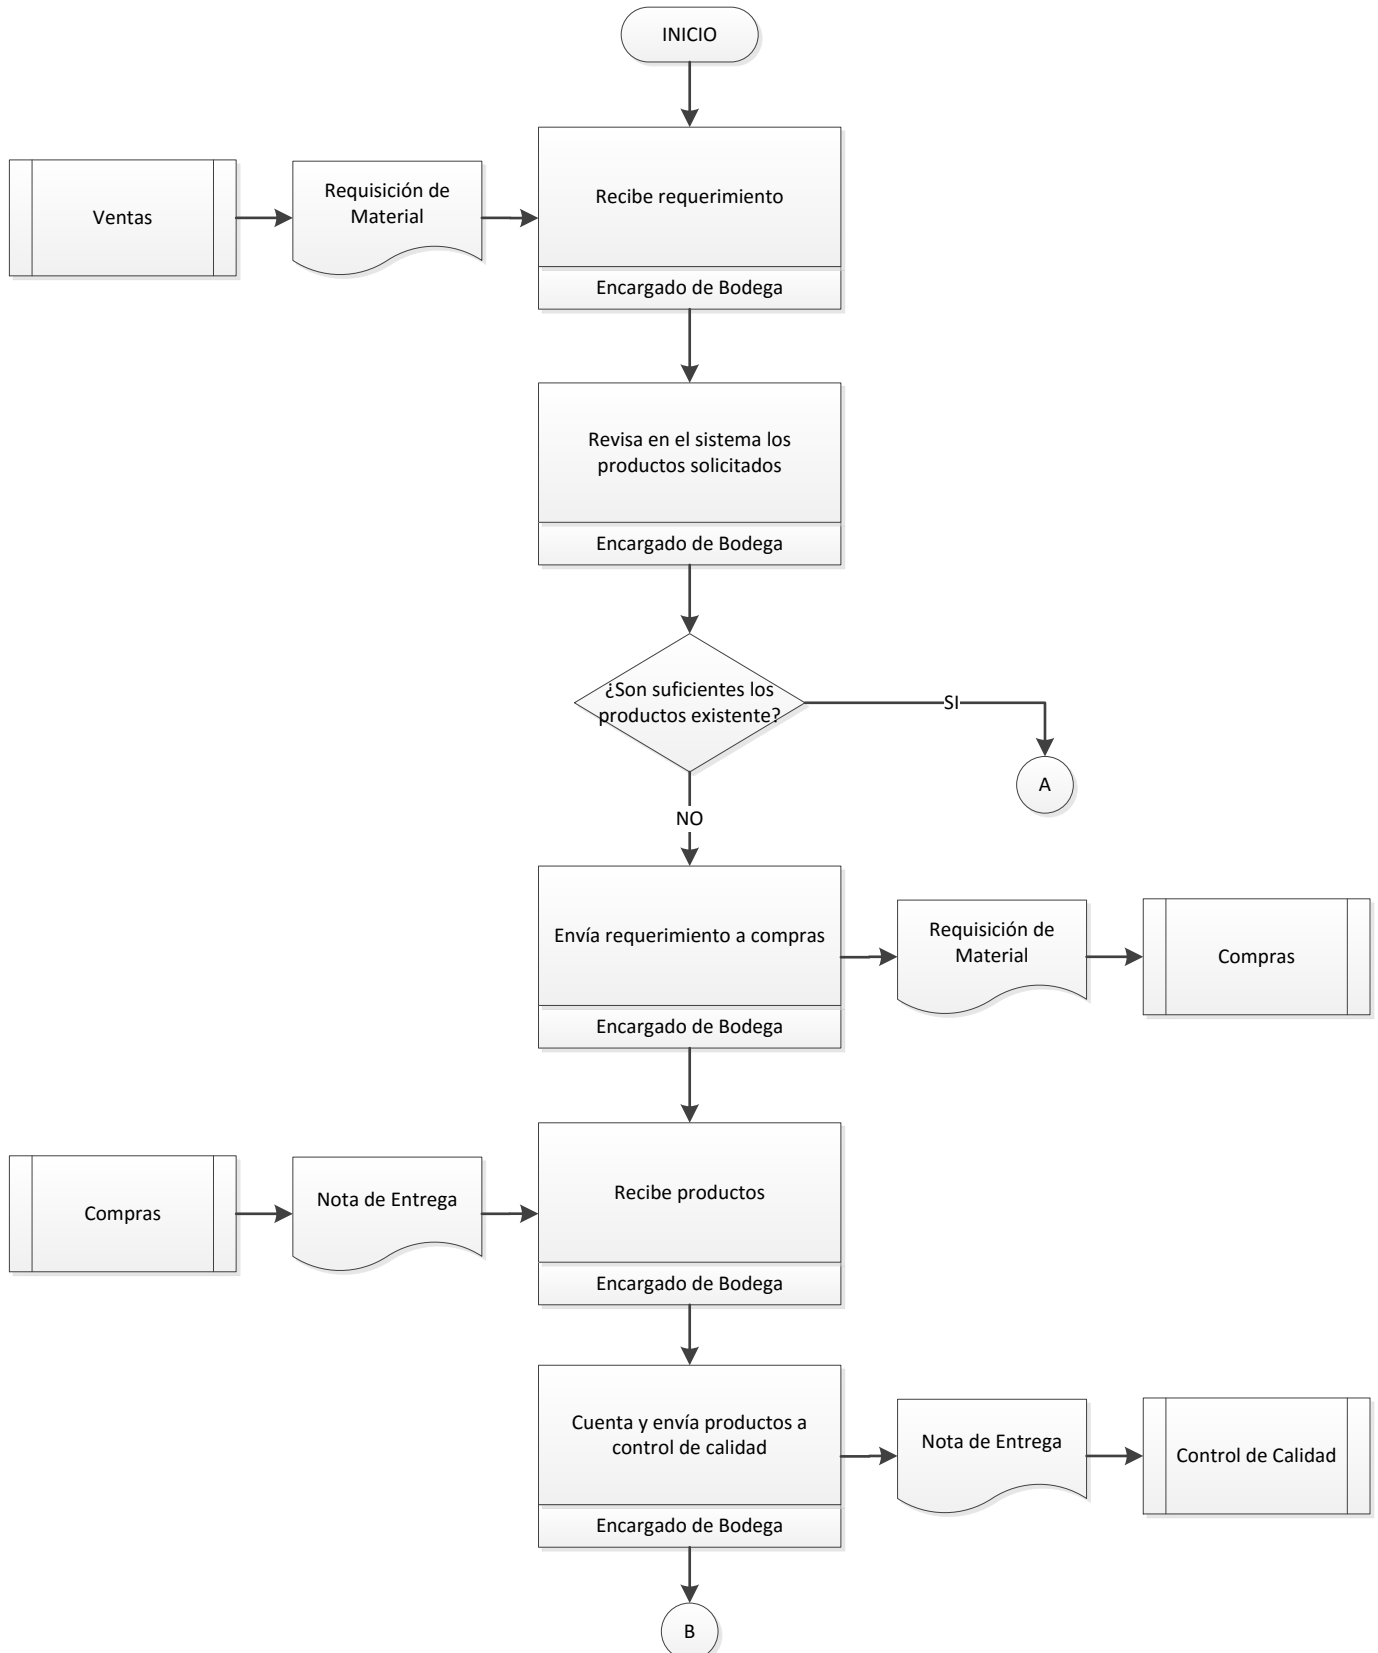 INICIO
Ventas
Requisición de
Material
Recibe requerimiento
Encargado de Bodega
Revisa en el sistema los
productos solicitados
Encargado de Bodega
¿Son suficientes los
productos existente?
SI
A
NO
Envía requerimiento a compras
Encargado de Bodega
Requisición de
Material
Compras
Compras
Nota de Entrega
Recibe productos
Encargado de Bodega
Cuenta y envía productos a
control de calidad
Encargado de Bodega
Nota de Entrega
Control de Calidad
B